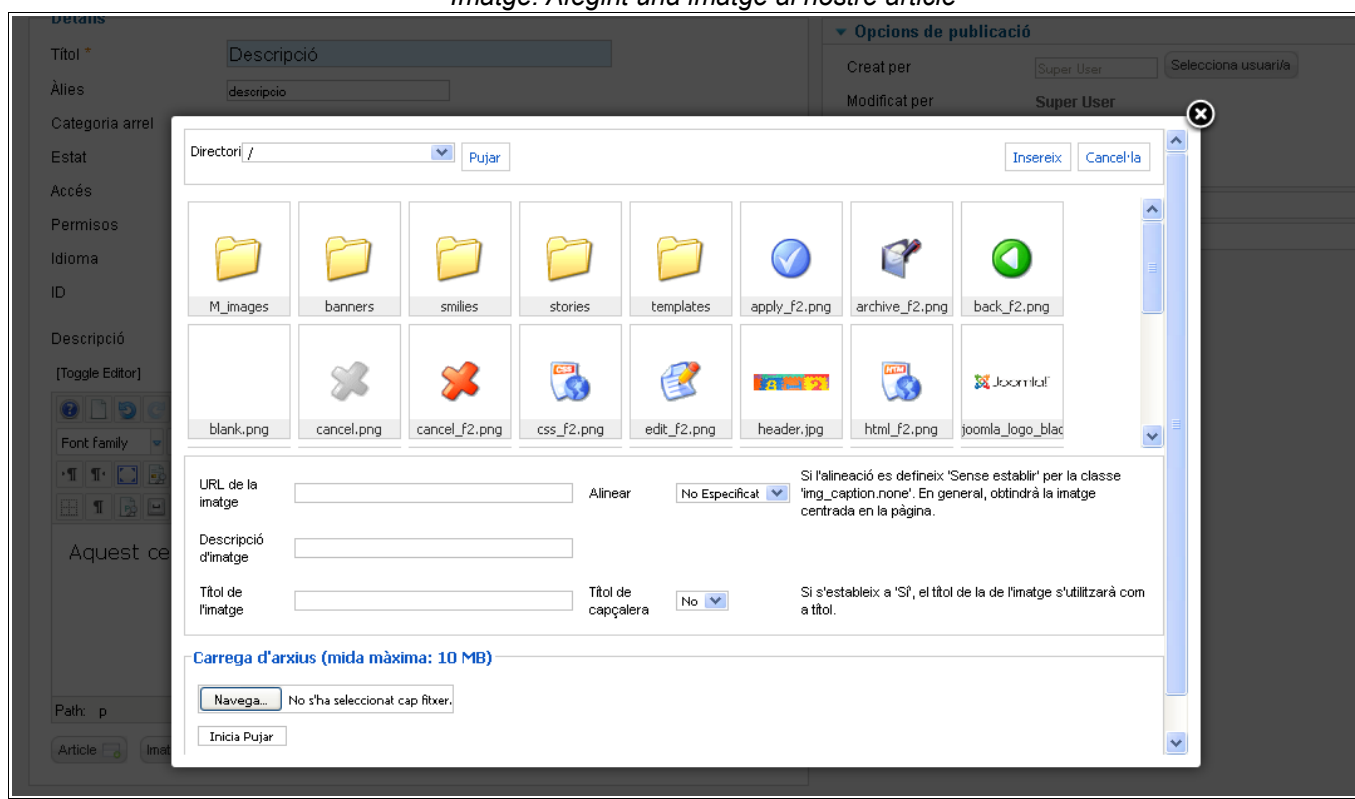 Imatge: Afegint una imatge al nostre article
Detalls
Títol *
Descripció
Àlies
descripcio
Categoria arrel
Estat
Accés
Permisos
Idioma
ID
Descripció
[Toggle Editor]
Font family
Aquest ce
Path: p
Article
Imat
Opcions de publicació
Creat per
Super User
Selecciona usuari/a
Modificat per
Super User
Directori /
Pujar
Insereix
Cancel·la
M_images
banners
smilies
stories
templates
apply_f2.png
archive_f2.png
back_f2.png
blank.png
cancel.png
cancel_f2.png
css_f2.png
edit_f2.png
header.jpg
html_f2.png
Joomla!
joomla_logo_blac
URL de la
imatge
Alinear
No Especificat
Si l'alineació es defineix 'Sense establir' per la classe
'img_caption.none'. En general, obtindrà la imatge
centrada en la pàgina.
Descripció
d'imatge
Títol de
l'imatge
Títol de
capçalera
No
Si s'estableix a 'Sí', el títol de la de l'imatge s'utilitzarà com
a títol.
Carrega d'arxius (mida màxima: 10 MB)
Navega...
No s'ha seleccionat cap fitxer.
Inicia Pujar